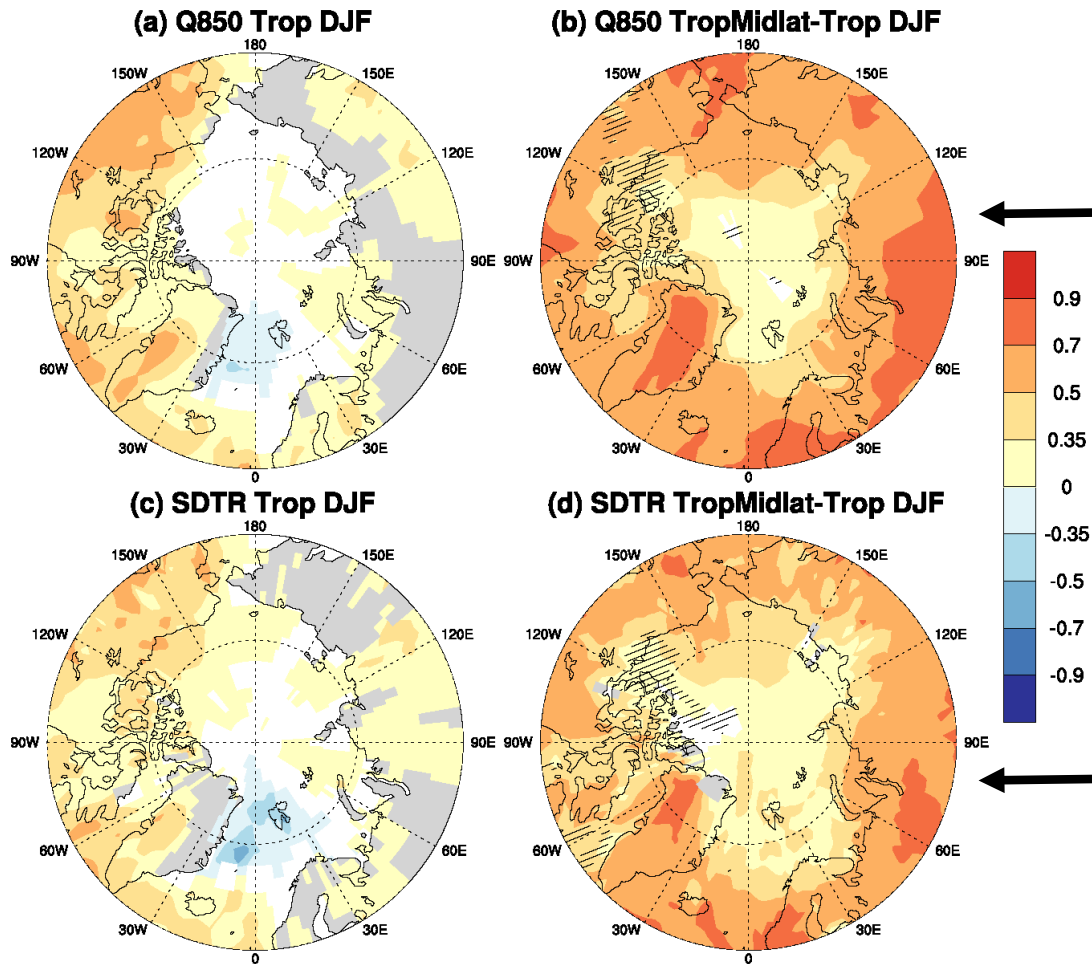 (a) Q850 Trop DJF
(b) Q850 TropMidlat-Trop DJF
180
150W
150E
120W
120E
90W
90E
60W
60E
30W
30E
0
180
150W
150E
120W
120E
90W
90E
60W
60E
30W
30E
0
0.9
0.7
0.5
0.35
0
-0.35
-0.5
-0.7
-0.9
(c) SDTR Trop DJF
(d) SDTR TropMidlat-Trop DJF
180
150W
150E
120W
120E
90W
90E
60W
60E
30W
30E
0
180
150W
150E
120W
120E
90W
90E
60W
60E
30W
30E
0